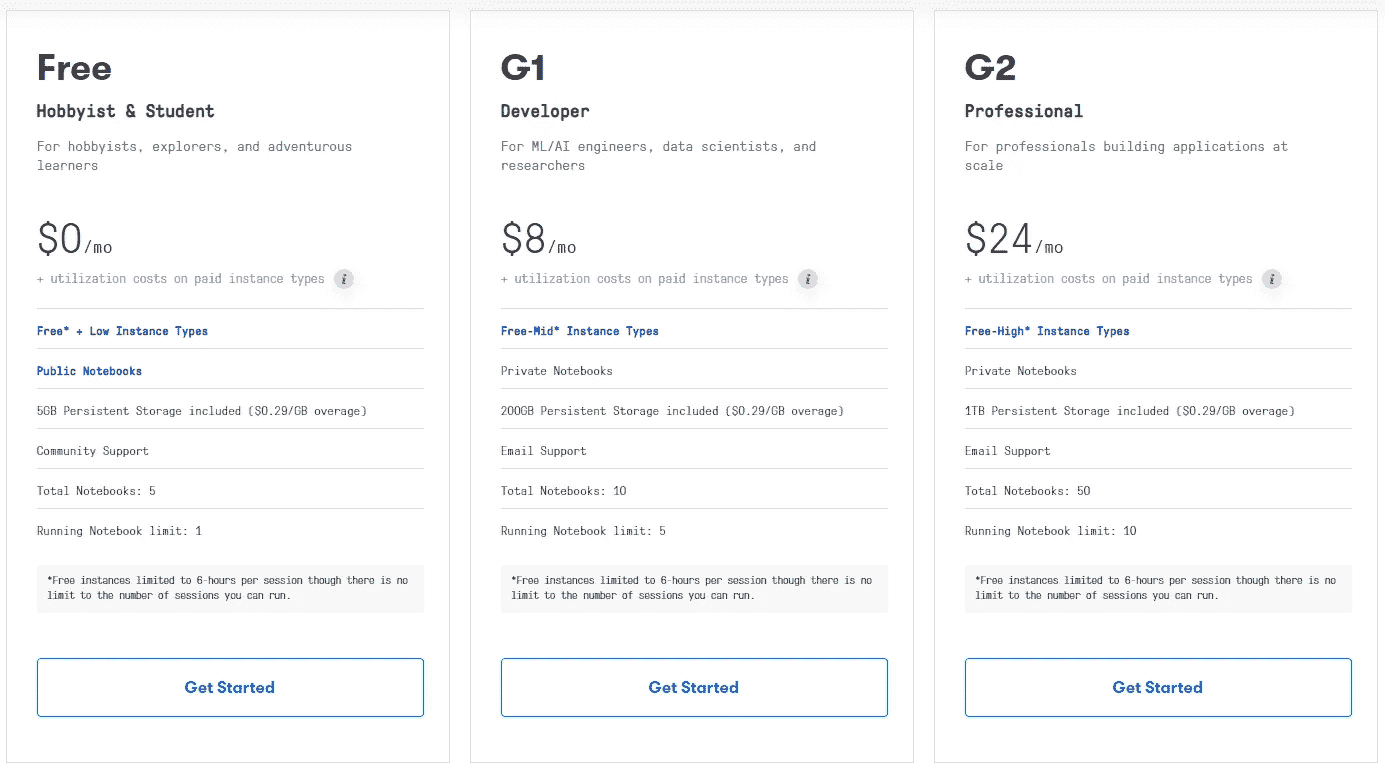 Free
Hobbyist & Student
For hobbyists, explorers, and adventurous
learners
$0/mo
+ utilization costs on paid instance types i
Free* + Low Instance Types
Public Notebooks
5GB Persistent Storage included ($0.29/GB overage)
Community Support
Total Notebooks: 5
Running Notebook limit: 1
*Free instances limited to 6-hours per session though there is no
limit to the number of sessions you can run.
Get Started
G1
Developer
For ML/AI engineers, data scientists, and
researchers
$8/mo
+ utilization costs on paid instance types i
Free-Mid* Instance Types
Private Notebooks
200GB Persistent Storage included ($0.29/GB overage)
Email Support
Total Notebooks: 10
Running Notebook limit: 5
*Free instances limited to 6-hours per session though there is no
limit to the number of sessions you can run.
Get Started
G2
Professional
For professionals building applications at
scale
$24/mo
+ utilization costs on paid instance types i
Free-High* Instance Types
Private Notebooks
1TB Persistent Storage included ($0.29/GB overage)
Email Support
Total Notebooks: 50
Running Notebook limit: 10
*Free instances limited to 6-hours per session though there is no
limit to the number of sessions you can run.
Get Started